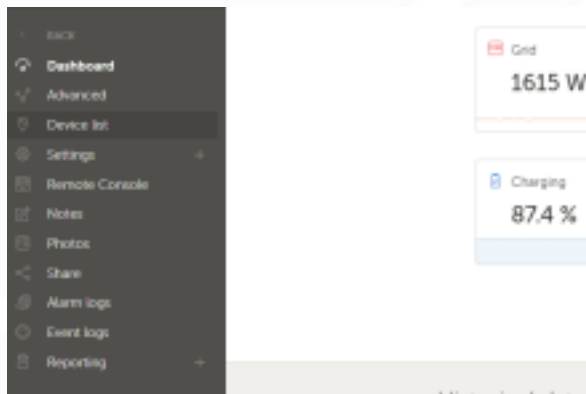 BACK
Dashboard
Advanced
Device list
Settings
Remote Console
Notes
Photos
Share
Alarm logs
Event logs
Reporting
Grid
1615 W
Charging
87.4 %